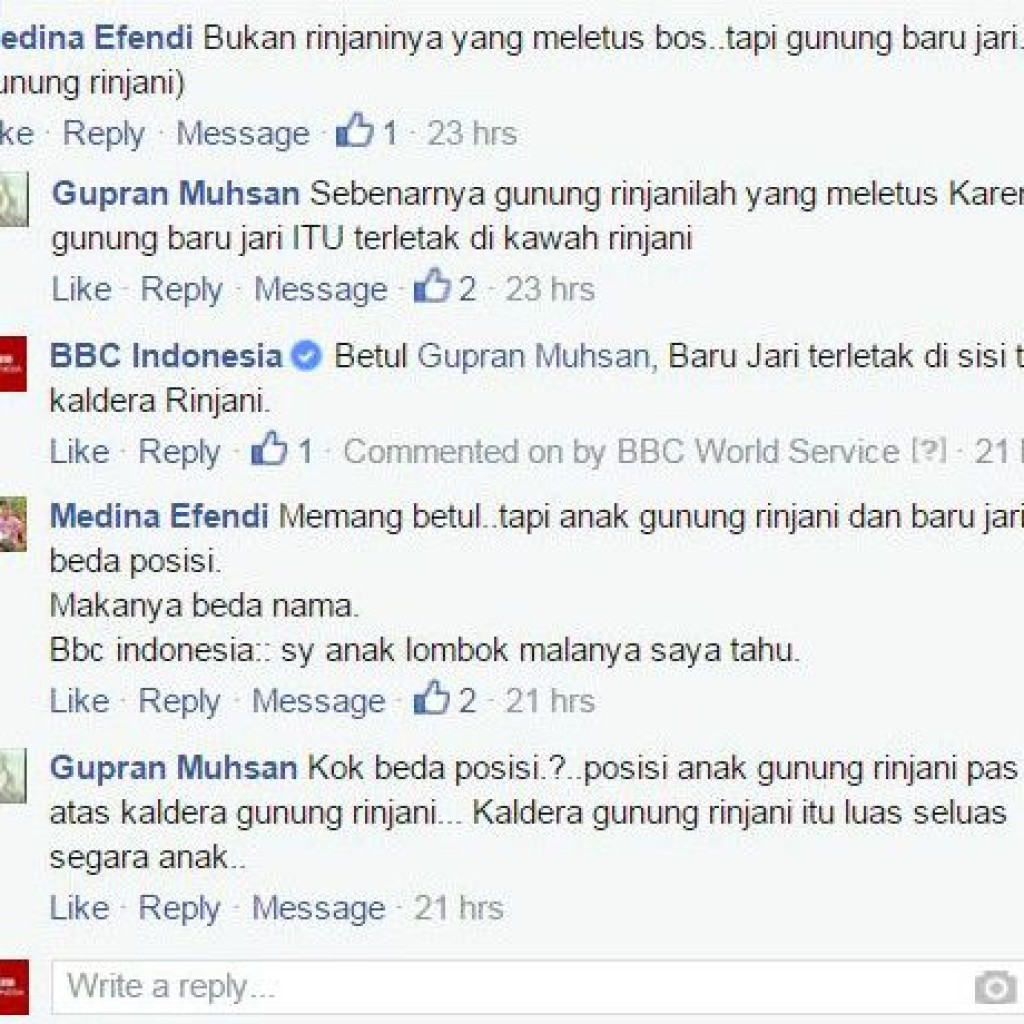 edina Efendi Bukan rinjaninya yang meletus bos..tapi gunung baru jari.
unung rinjani)
ke · Reply · Message · 1 · 23 hrs
Gupran Muhsan Sebenarnya gunung rinjanilah yang meletus Karen
gunung baru jari ITU terletak di kawah rinjani
Like · Reply · Message · 2 · 23 hrs
BBC Indonesia Betul Gupran Muhsan, Baru Jari terletak di sisi t
kaldera Rinjani.
Like · Reply · 1 · Commented on by BBC World Service [?] · 21
Medina Efendi Memang betul..tapi anak gunung rinjani dan baru jari
beda posisi.
Makanya beda nama.
Bbc indonesia:: sy anak lombok malanya saya tahu.
Like · Reply · Message · 2 · 21 hrs
Gupran Muhsan Kok beda posisi.?..posisi anak gunung rinjani pas
atas kaldera gunung rinjani... Kaldera gunung rinjani itu luas seluas
segara anak..
Like · Reply · Message · 21 hrs
Write a reply...